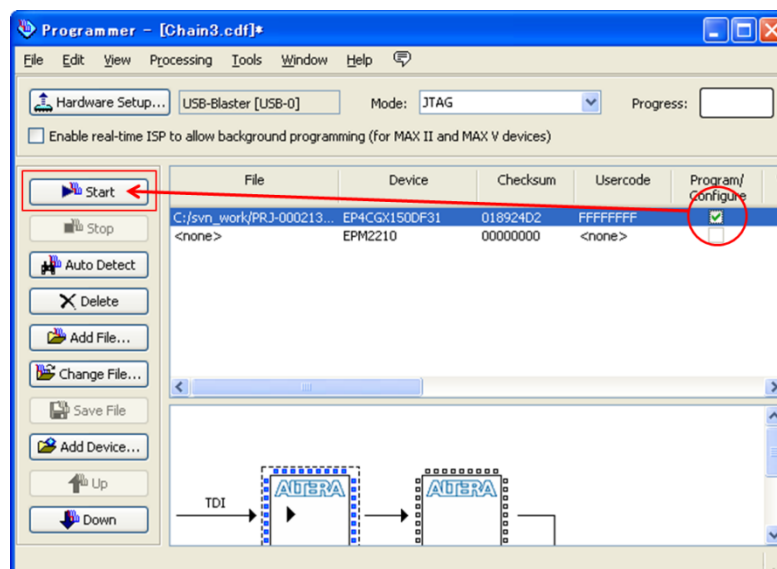 Programmer - [Chain3.cdf]*
File Edit View Processing Tools Window Help
Hardware Setup... USB-Blaster [USB-0] Mode: JTAG Progress:
Enable real-time ISP to allow background programming (for MAX II and MAX V devices)
Start
Stop
Auto Detect
Delete
Add File...
Change File...
Save File
Add Device...
Up
Down
File Device Checksum Usercode Program/
Configure
C:/svn_work/PRJ-000213... EP4CGX150DF31 018924D2 FFFFFFFF
<none> EPM2210 00000000 <none>
TDI
ALTERA ALTERA